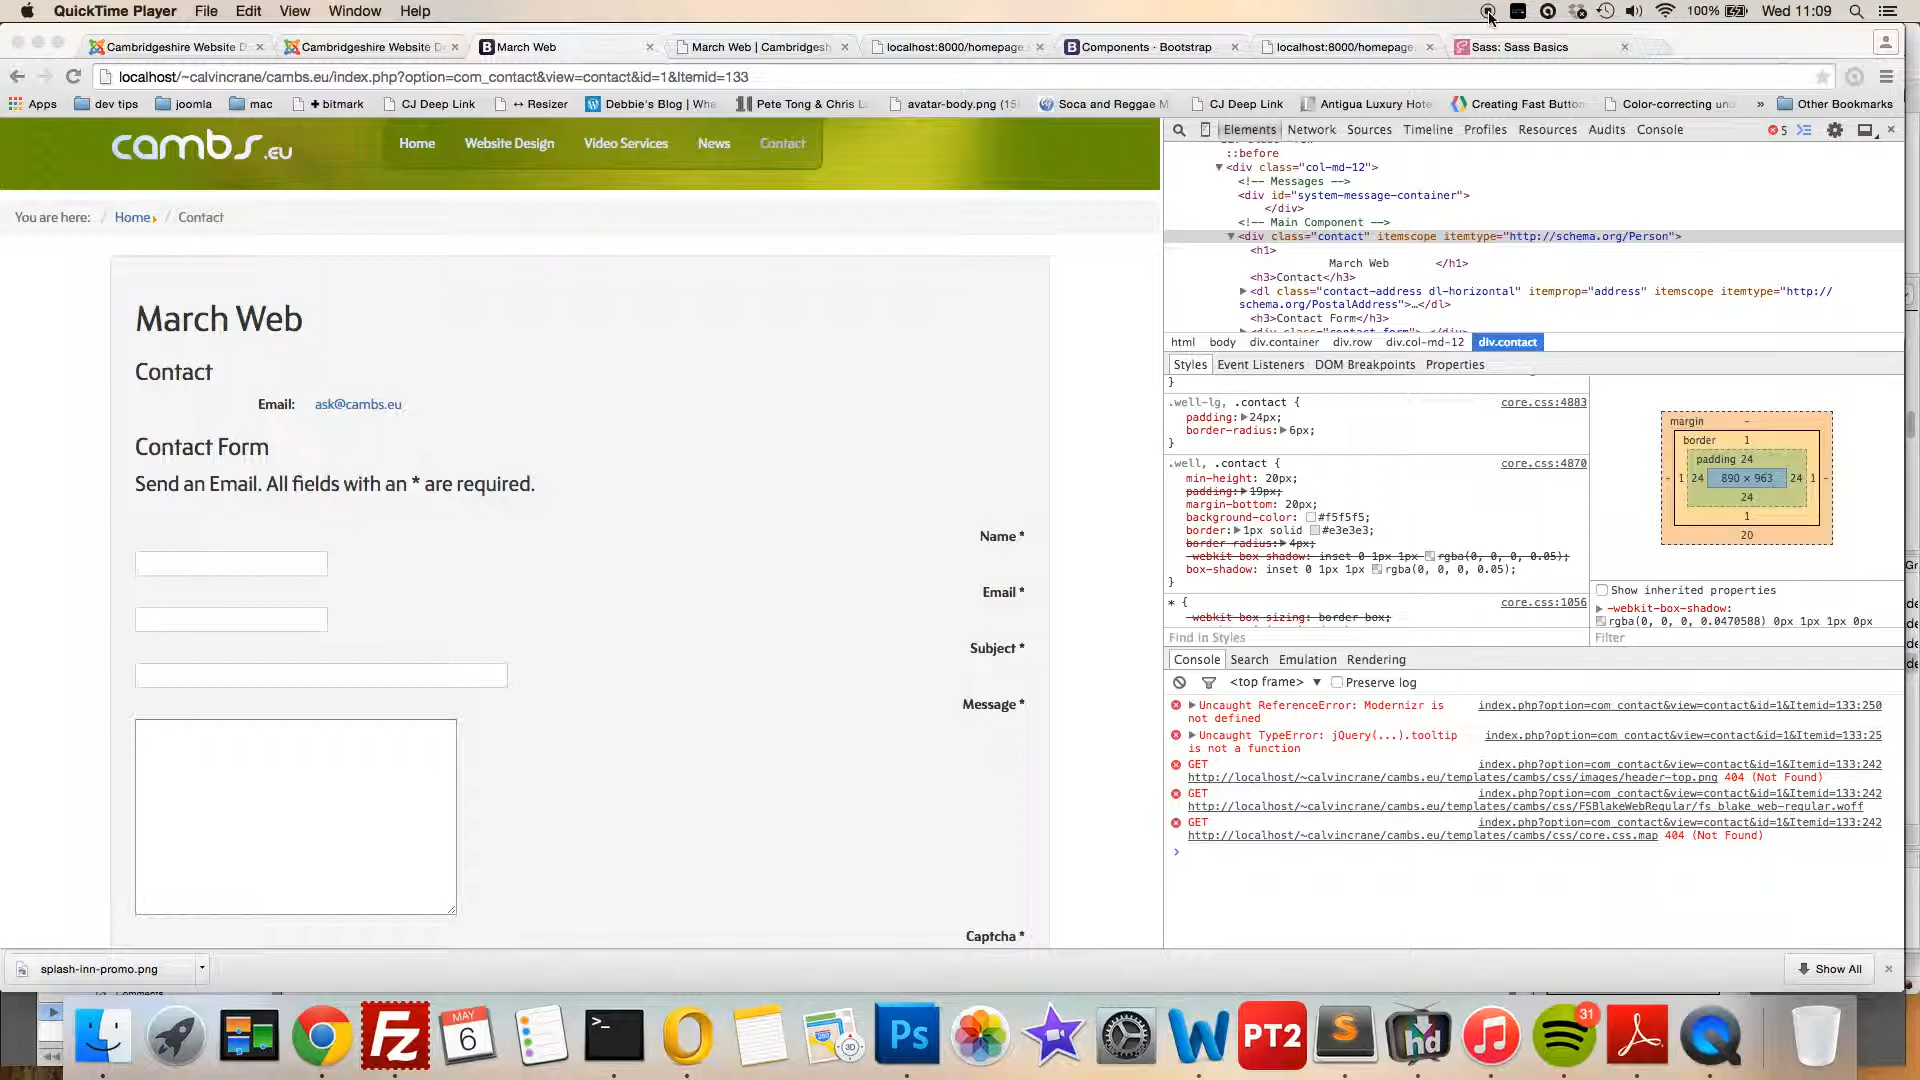 QuickTime Player File Edit View Window Help 100% Wed 11:09
Cambridgeshire Website D Cambridgeshire Website D March Web March Web | Cambridgesh localhost:8000/homepage. Components · Bootstrap localhost:8000/homepage. Sass: Sass Basics
localhost/~calvincrane/cambs.eu/index.php?option=com_contact&view=contact&id=1&Itemid=133
Apps dev tips joomla mac + bitmark CJ Deep Link ↔ Resizer Debbie's Blog | Whe Pete Tong & Chris L avatar-body.png (15 Soca and Reggae M CJ Deep Link Antigua Luxury Hote Creating Fast Button Color-correcting un » Other Bookmarks
cambs.eu
Home Website Design Video Services News Contact
You are here: / Home / Contact
March Web
Contact
Email: ask@cambs.eu
Contact Form
Send an Email. All fields with an * are required.
Name *
Email *
Subject *
Message *
Captcha *
Elements Network Sources Timeline Profiles Resources Audits Console 5
::before
<div class="col-md-12">
<!-- Messages -->
<div id="system-message-container">
</div>
<!-- Main Component -->
<div class="contact" itemscope itemtype="http://schema.org/Person">
<h1>
March Web </h1>
<h3>Contact</h3>
<dl class="contact-address dl-horizontal" itemprop="address" itemscope itemtype="http://
schema.org/PostalAddress">…</dl>
<h3>Contact Form</h3>
html body div.container div.row div.col-md-12 div.contact
Styles Event Listeners DOM Breakpoints Properties
}
.well-lg, .contact { core.css:4883
padding: 24px;
border-radius: 6px;
}
.well, .contact { core.css:4870
min-height: 20px;
padding: 19px;
margin-bottom: 20px;
background-color: #f5f5f5;
border: 1px solid #e3e3e3;
border-radius: 4px;
-webkit-box-shadow: inset 0 1px 1px rgba(0, 0, 0, 0.05);
box-shadow: inset 0 1px 1px rgba(0, 0, 0, 0.05);
}
* { core.css:1056
-webkit-box-sizing: border-box;
Find in Styles
margin -
border 1
padding 24
- 1 24 890 × 963 24 1 -
24
1
20
Show inherited properties
-webkit-box-shadow:
rgba(0, 0, 0, 0.0470588) 0px 1px 1px 0px
Filter
Console Search Emulation Rendering
<top frame> Preserve log
Uncaught ReferenceError: Modernizr is index.php?option=com_contact&view=contact&id=1&Itemid=133:250
not defined
Uncaught TypeError: jQuery(...).tooltip index.php?option=com_contact&view=contact&id=1&Itemid=133:25
is not a function
GET index.php?option=com_contact&view=contact&id=1&Itemid=133:242
http://localhost/~calvincrane/cambs.eu/templates/cambs/css/images/header-top.png 404 (Not Found)
GET index.php?option=com_contact&view=contact&id=1&Itemid=133:242
http://localhost/~calvincrane/cambs.eu/templates/cambs/css/FSBlakeWebRegular/fs_blake_web-regular.woff
GET index.php?option=com_contact&view=contact&id=1&Itemid=133:242
http://localhost/~calvincrane/cambs.eu/templates/cambs/css/core.css.map 404 (Not Found)
splash-inn-promo.png Show All
MAY
6
Ps
PT2
hd
31